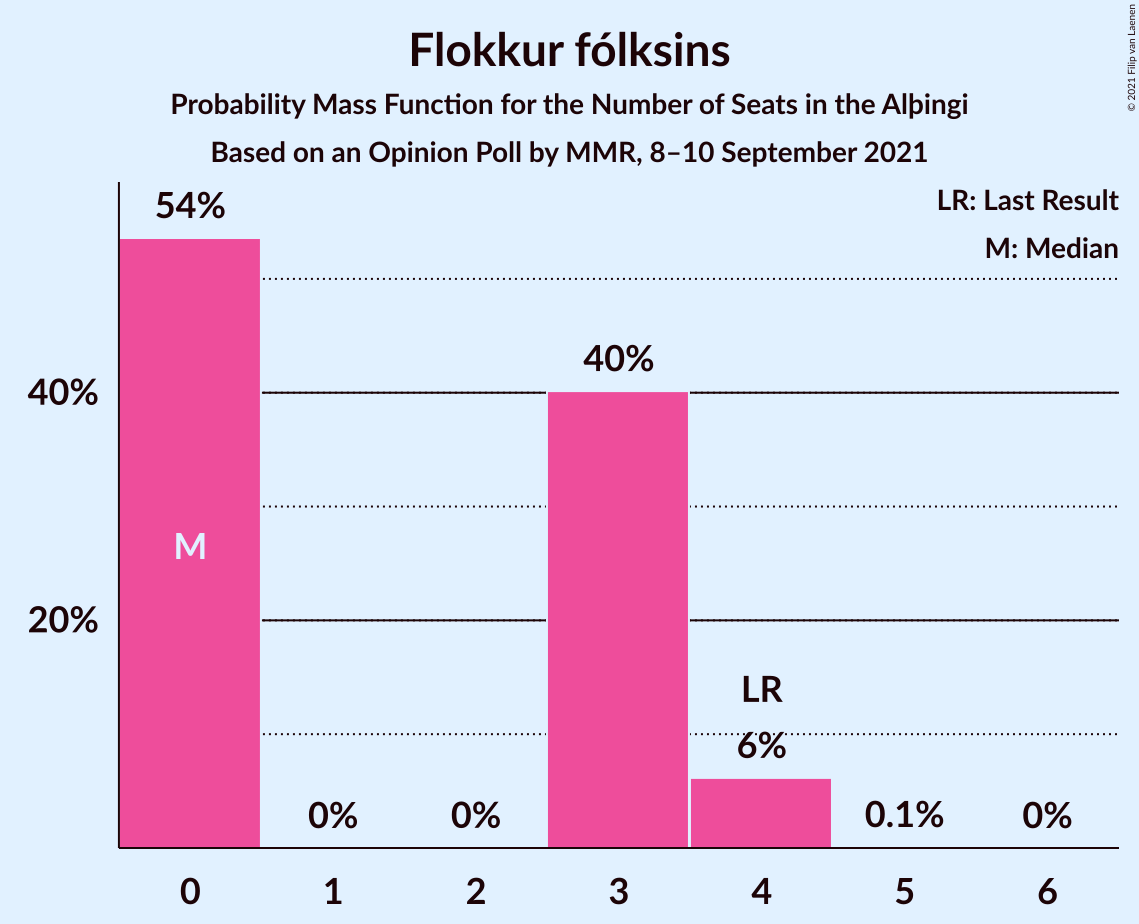 Flokkur fólksins
Probability Mass Function for the Number of Seats in the Alþingi
Based on an Opinion Poll by MMR, 8–10 September 2021
© 2021 Filip van Laenen
LR: Last Result
M: Median
54%
40%
40%
M
20%
LR
6%
0%
0%
0.1%
0%
0
1
2
3
4
5
6